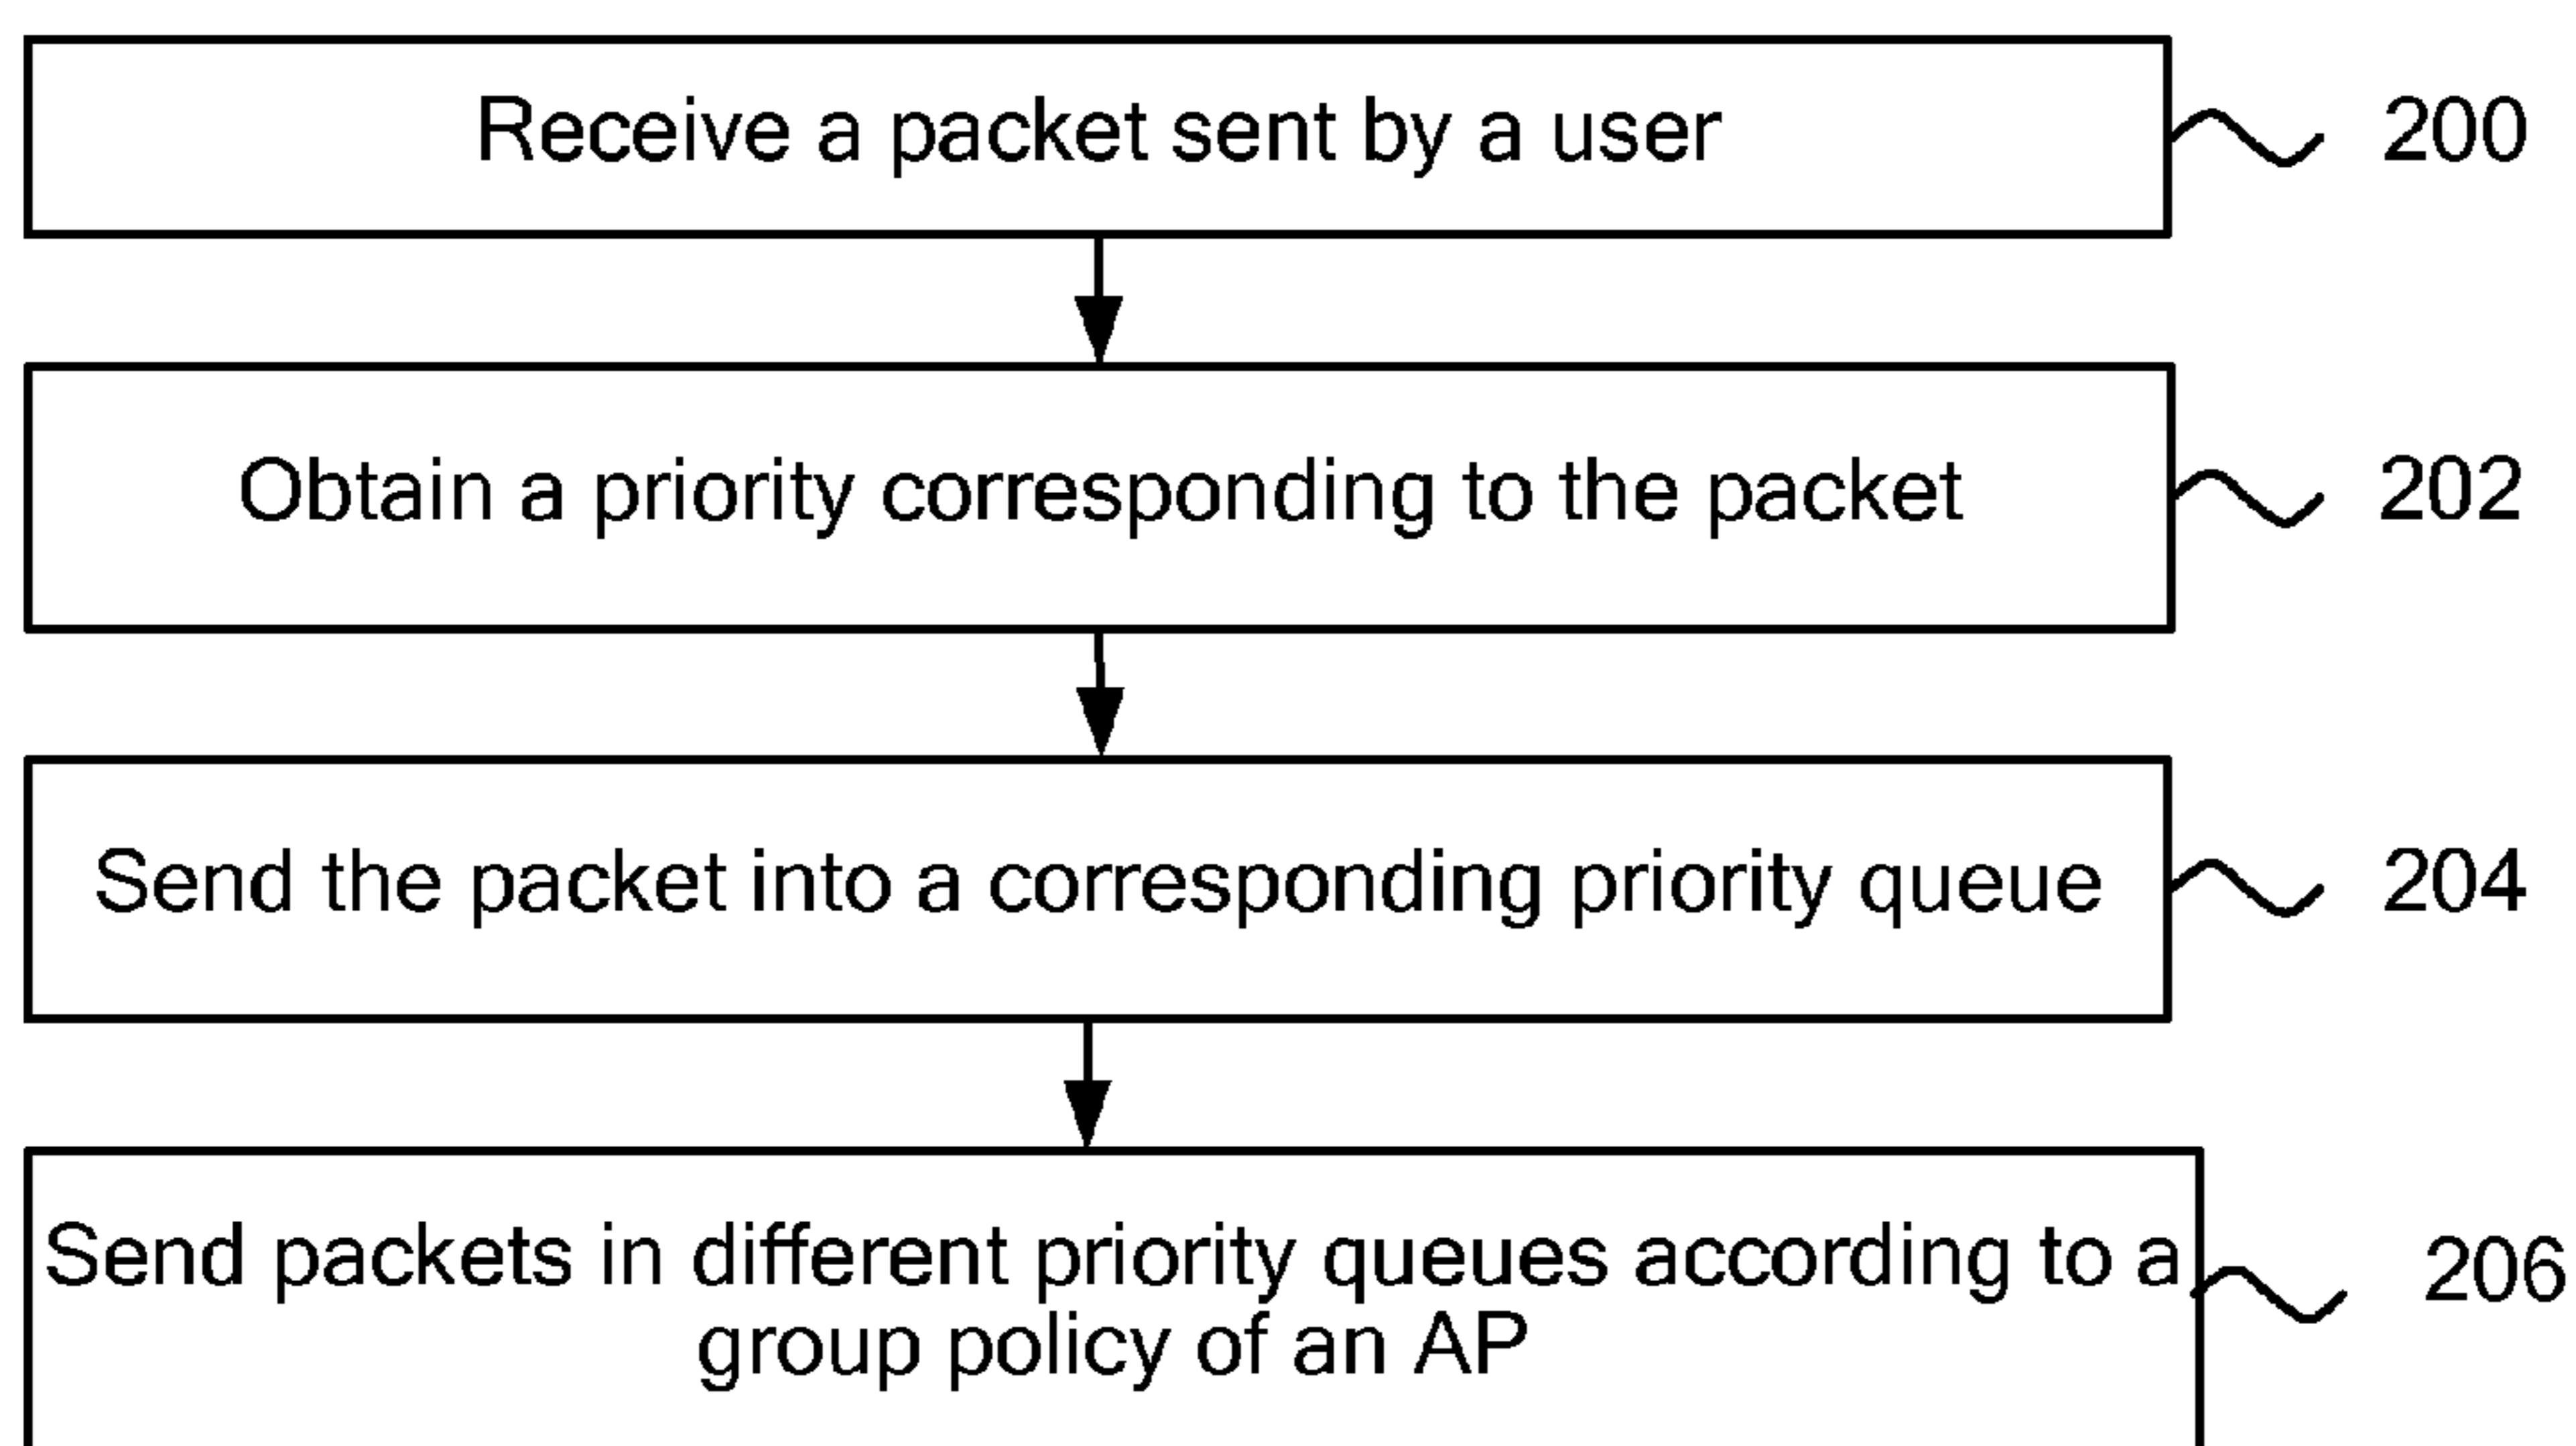 Receive a packet sent by a user
200
Obtain a priority corresponding to the packet
202
Send the packet into a corresponding priority queue
204
Send packets in different priority queues according to a
group policy of an AP
206